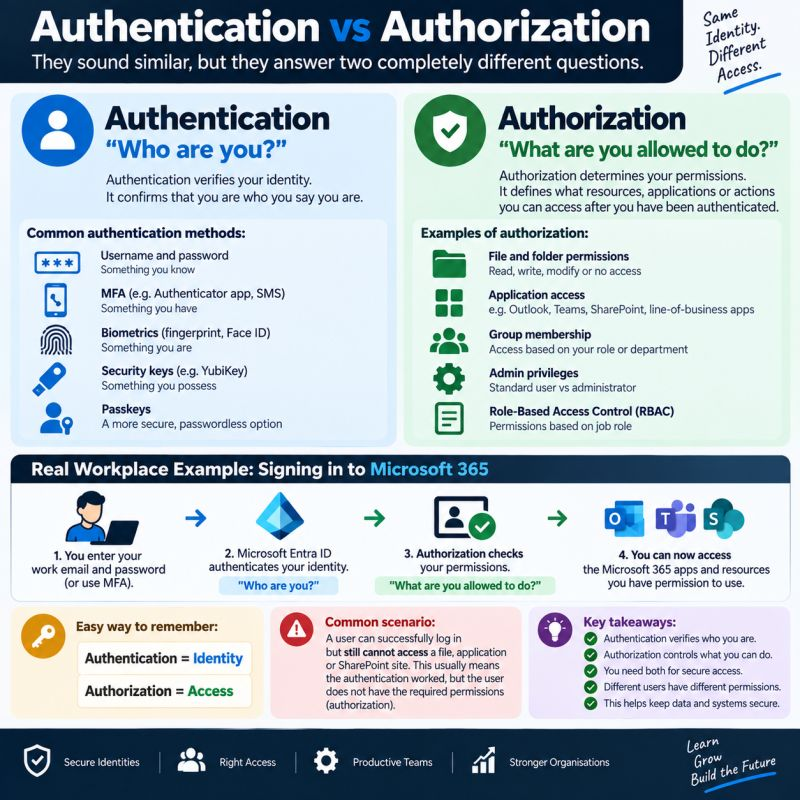 Authentication vs Authorization
They sound similar, but they answer two completely different questions.
Same
Identity.
Different
Access.
Authentication
“Who are you?”
Authentication verifies your identity.
It confirms that you are who you say you are.
Common authentication methods:
Username and password
Something you know
MFA (e.g. Authenticator app, SMS)
Something you have
Biometrics (fingerprint, Face ID)
Something you are
Security keys (e.g. YubiKey)
Something you possess
Passkeys
A more secure, passwordless option
Authorization
“What are you allowed to do?”
Authorization determines your permissions.
It defines what resources, applications or actions
you can access after you have been authenticated.
Examples of authorization:
File and folder permissions
Read, write, modify or no access
Application access
e.g. Outlook, Teams, SharePoint, line-of-business apps
Group membership
Access based on your role or department
Admin privileges
Standard user vs administrator
Role-Based Access Control (RBAC)
Permissions based on job role
Real Workplace Example: Signing in to Microsoft 365
1. You enter your
work email and password
(or use MFA).
2. Microsoft Entra ID
authenticates your identity.
"Who are you?"
3. Authorization checks
your permissions.
"What are you allowed to do?"
O
T
S
4. You can now access
the Microsoft 365 apps and resources
you have permission to use.
Easy way to remember:
Authentication = Identity
Authorization = Access
Common scenario:
A user can successfully log in
but still cannot access a file, application
or SharePoint site. This usually means
the authentication worked, but the user
does not have the required permissions
(authorization).
Key takeaways:
Authentication verifies who you are.
Authorization controls what you can do.
You need both for secure access.
Different users have different permissions.
This helps keep data and systems secure.
Secure Identities
Right Access
Productive Teams
Stronger Organisations
Learn
Grow
Build the Future